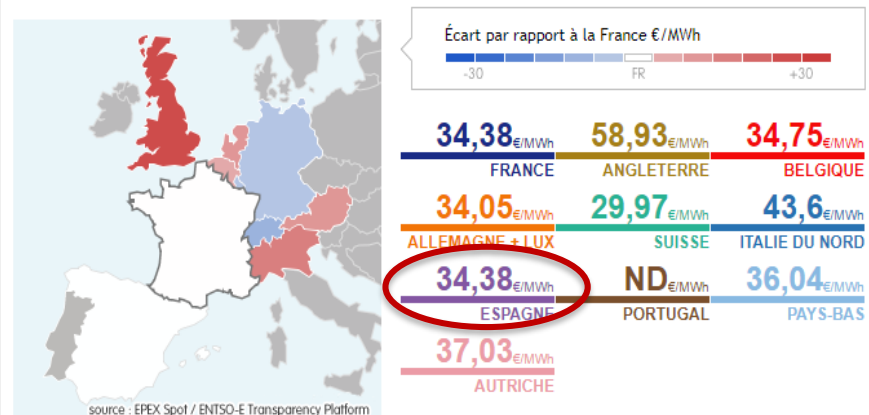 Écart par rapport à la France €/MWh
-30 FR +30
34,38€/MWh 58,93€/MWh 34,75€/MWh
FRANCE ANGLETERRE BELGIQUE
34,05€/MWh 29,97€/MWh 43,6€/MWh
ALLEMAGNE + LUX SUISSE ITALIE DU NORD
34,38€/MWh ND€/MWh 36,04€/MWh
ESPAGNE PORTUGAL PAYS-BAS
37,03€/MWh
AUTRICHE
source : EPEX Spot / ENTSO-E Transparency Platform